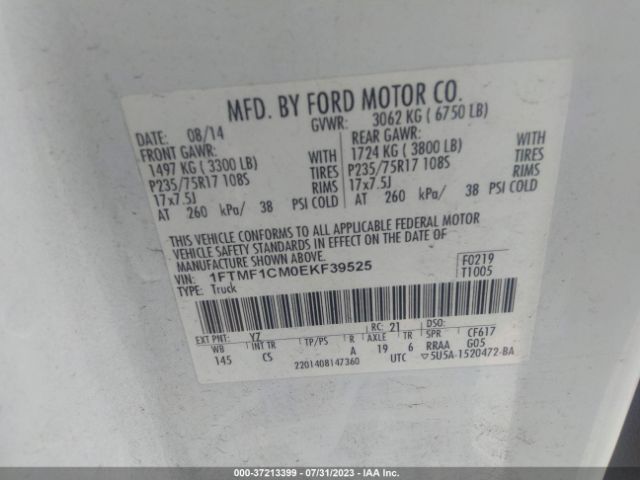 MFD. BY FORD MOTOR CO.
DATE: 08/14 GVWR: 3062 KG ( 6750 LB)
FRONT GAWR: WITH REAR GAWR: WITH
1497 KG ( 3300 LB) TIRES 1724 KG ( 3800 LB) TIRES
P235/75R17 108S RIMS P235/75R17 108S RIMS
17x7.5J 17x7.5J
AT 260 kPa/ 38 PSI COLD AT 260 kPa/ 38 PSI COLD
THIS VEHICLE CONFORMS TO ALL APPLICABLE FEDERAL MOTOR
VEHICLE SAFETY STANDARDS IN EFFECT ON THE DATE OF
MANUFACTURE SHOWN ABOVE.
VIN: 1FTMF1CM0EKF39525 F0219
TYPE: Truck T1005
EXT PNT: YZ RC: 21 DSO:
WB INT TR TP/PS R AXLE TR SPR CF617
145 CS A 19 6 RRAA G05
2201408147360 UTC ▽5U5A-1520472-BA
000-37213399 - 07/31/2023 - IAA Inc.